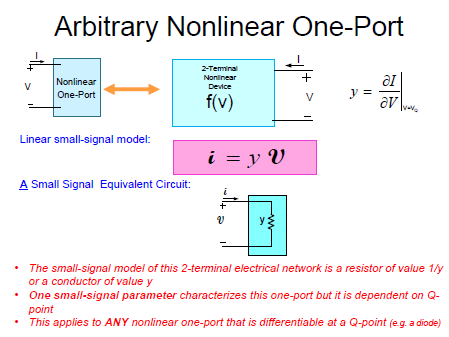 Arbitrary Nonlinear One-Port
I
+
V
–
Nonlinear
One-Port
2-Terminal
Nonlinear
Device
f(v)
I
+
V
–
y = ∂I/∂V |V=VQ
Linear small-signal model:
i = y v
A Small Signal Equivalent Circuit:
i
+
v
–
y
• The small-signal model of this 2-terminal electrical network is a resistor of value 1/y
or a conductor of value y
• One small-signal parameter characterizes this one-port but it is dependent on Q-
point
• This applies to ANY nonlinear one-port that is differentiable at a Q-point (e.g. a diode)